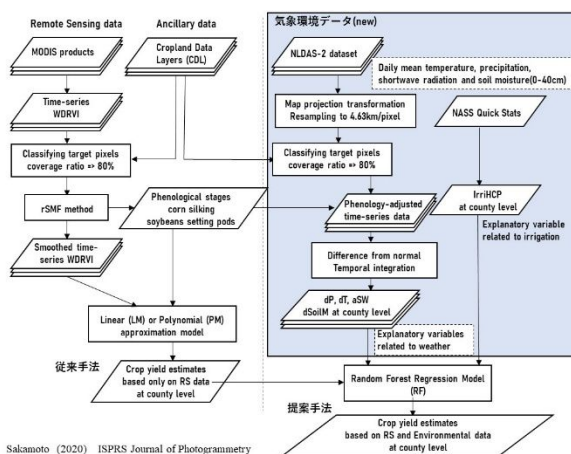 Remote Sensing data
Ancillary data
気象環境データ(new)
MODIS products
Cropland Data
Layers (CDL)
NLDAS-2 dataset
Daily mean temperature, precipitation,
shortwave radiation and soil moisture(0-40cm)
Time-series
WDRVI
Map projection transformation
Resampling to 4.63km/pixel
NASS Quick Stats
Classifying target pixels
coverage ratio => 80%
Classifying target pixels
coverage ratio => 80%
rSMF method
Phenological stages
corn silking
soybeans setting pods
Phenology-adjusted
time-series data
IrriHCP
at county level
Explanatory variable
related to irrigation
Smoothed time-
series WDRVI
Difference from normal
Temporal integration
Linear (LM) or Polynomial (PM)
approximation model
dP, dT, aSW
dSoilM at county level
Explanatory variables
related to weather
従来手法
Crop yield estimates
based only on RS data
at county level
Random Forest Regression Model
(RF)
提案手法
Crop yield estimates
based on RS and Environmental data
at county level
Sakamoto (2020) ISPRS Journal of Photogrammetry